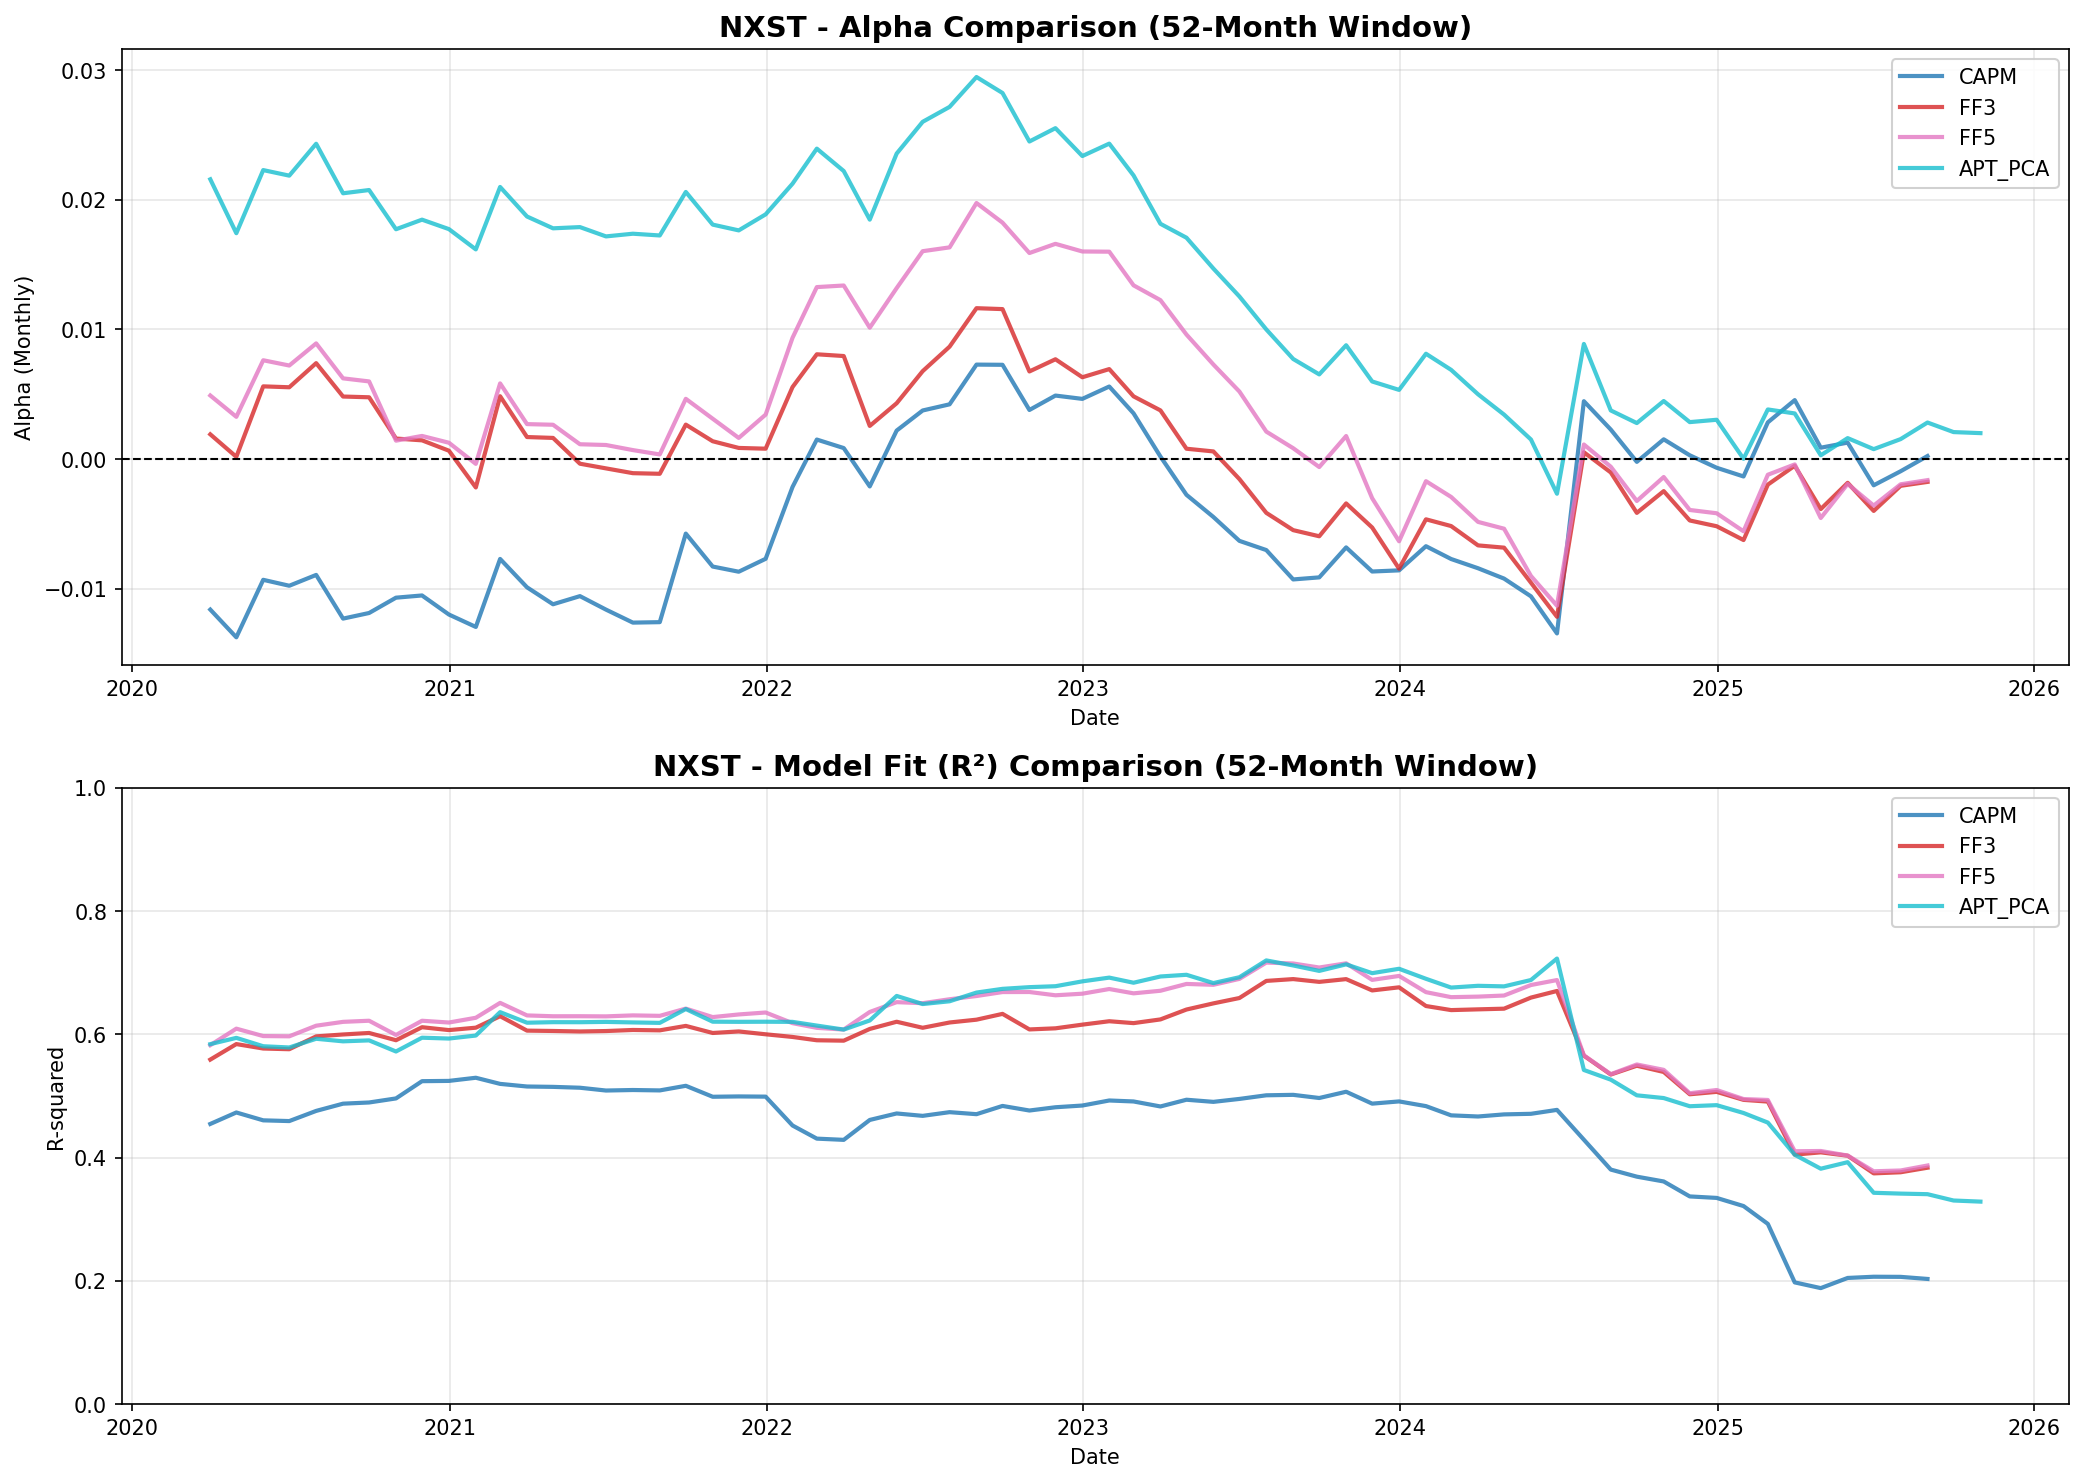 NXST - Alpha Comparison (52-Month Window)
Alpha (Monthly)
0.03
0.02
0.01
0.00
−0.01
CAPM
FF3
FF5
APT_PCA
2020 2021 2022 2023 2024 2025 2026
Date
NXST - Model Fit (R²) Comparison (52-Month Window)
R-squared
1.0
0.8
0.6
0.4
0.2
0.0
CAPM
FF3
FF5
APT_PCA
2020 2021 2022 2023 2024 2025 2026
Date